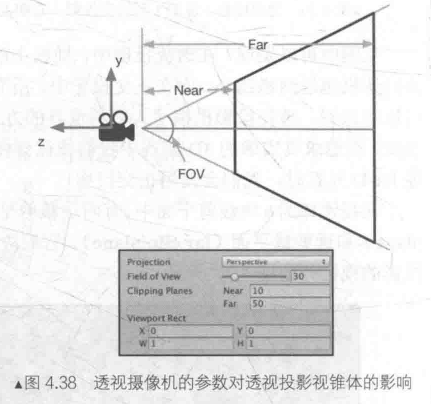 Far
y
Near
z
FOV
Projection Perspective
Field of View 30
Clipping Planes Near 10
Far 50
Viewport Rect
X 0 Y 0
W 1 H 1
▲图 4.38 透视摄像机的参数对透视投影视锥体的影响